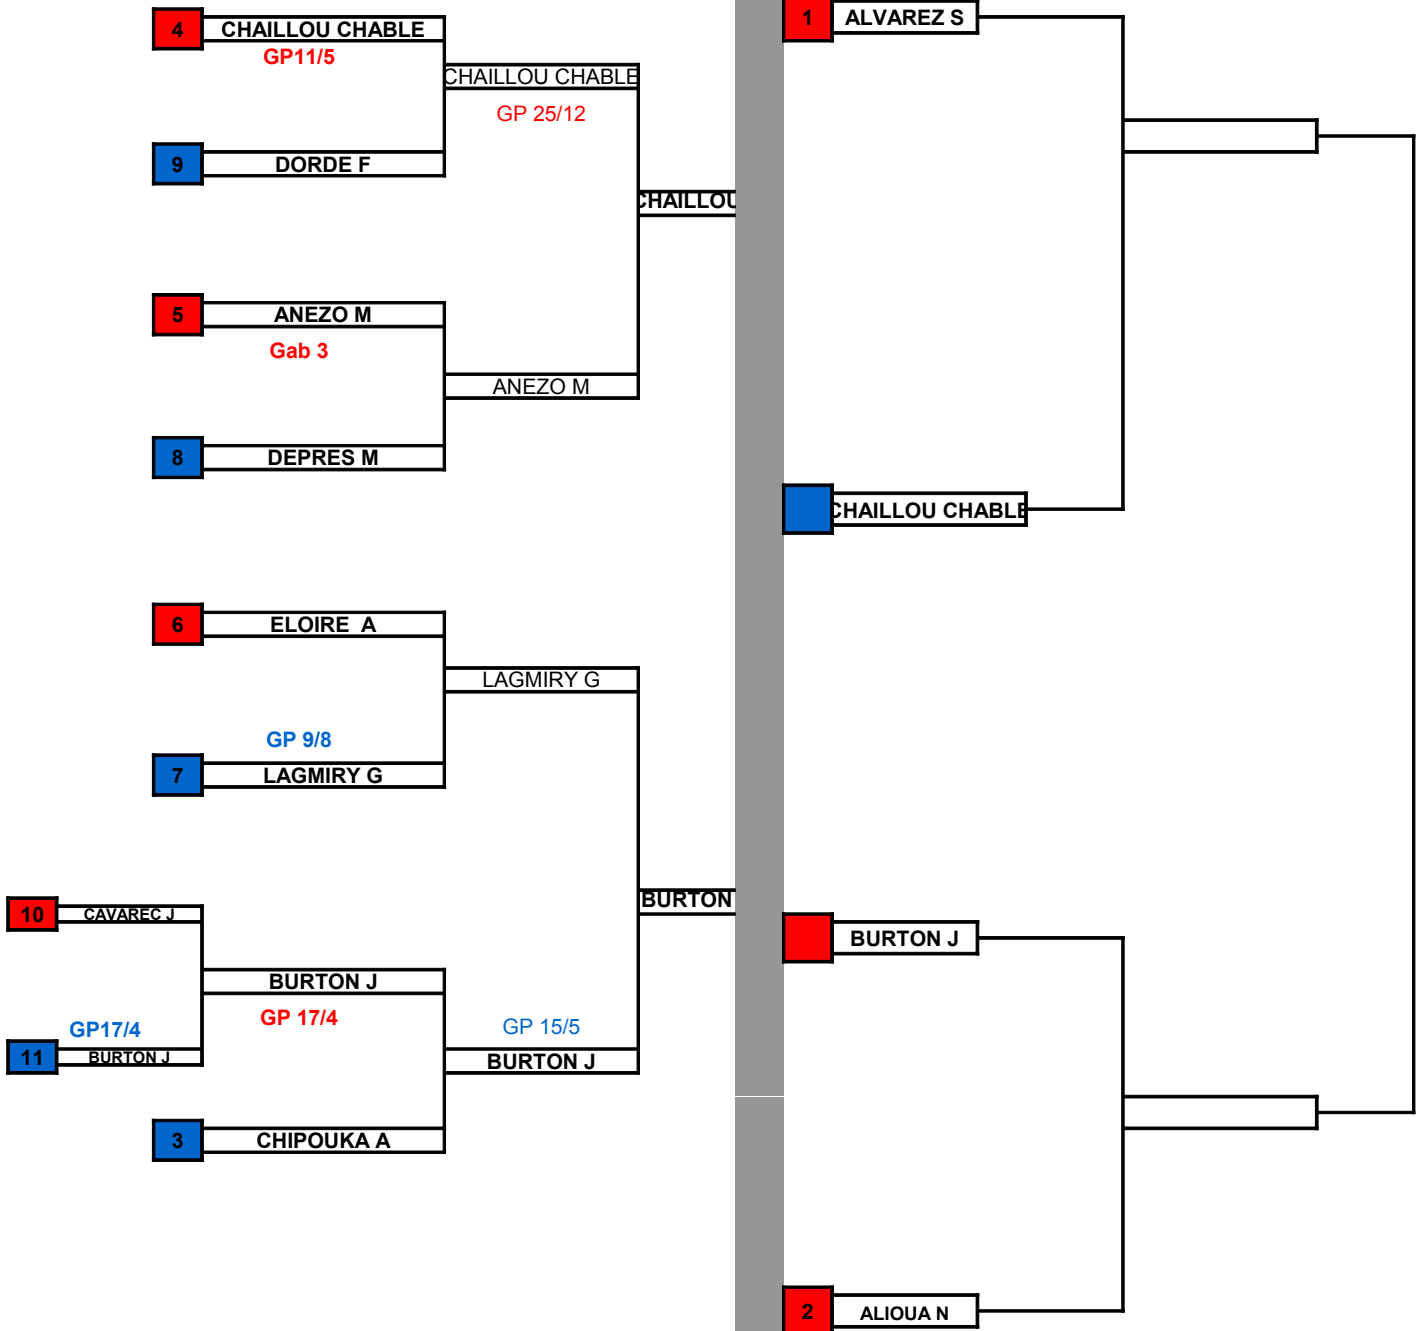 4 CHAILLOU CHABLE
GP11/5
CHAILLOU CHABLE
GP 25/12
9 DORDE F
CHAILLOU
5 ANEZO M
Gab 3
ANEZO M
8 DEPRES M
6 ELOIRE A
LAGMIRY G
GP 9/8
7 LAGMIRY G
BURTON
10 CAVAREC J
BURTON J
GP 17/4
GP17/4
11 BURTON J
GP 15/5
BURTON J
3 CHIPOUKA A
1 ALVAREZ S
CHAILLOU CHABLE
BURTON J
2 ALIOUA N